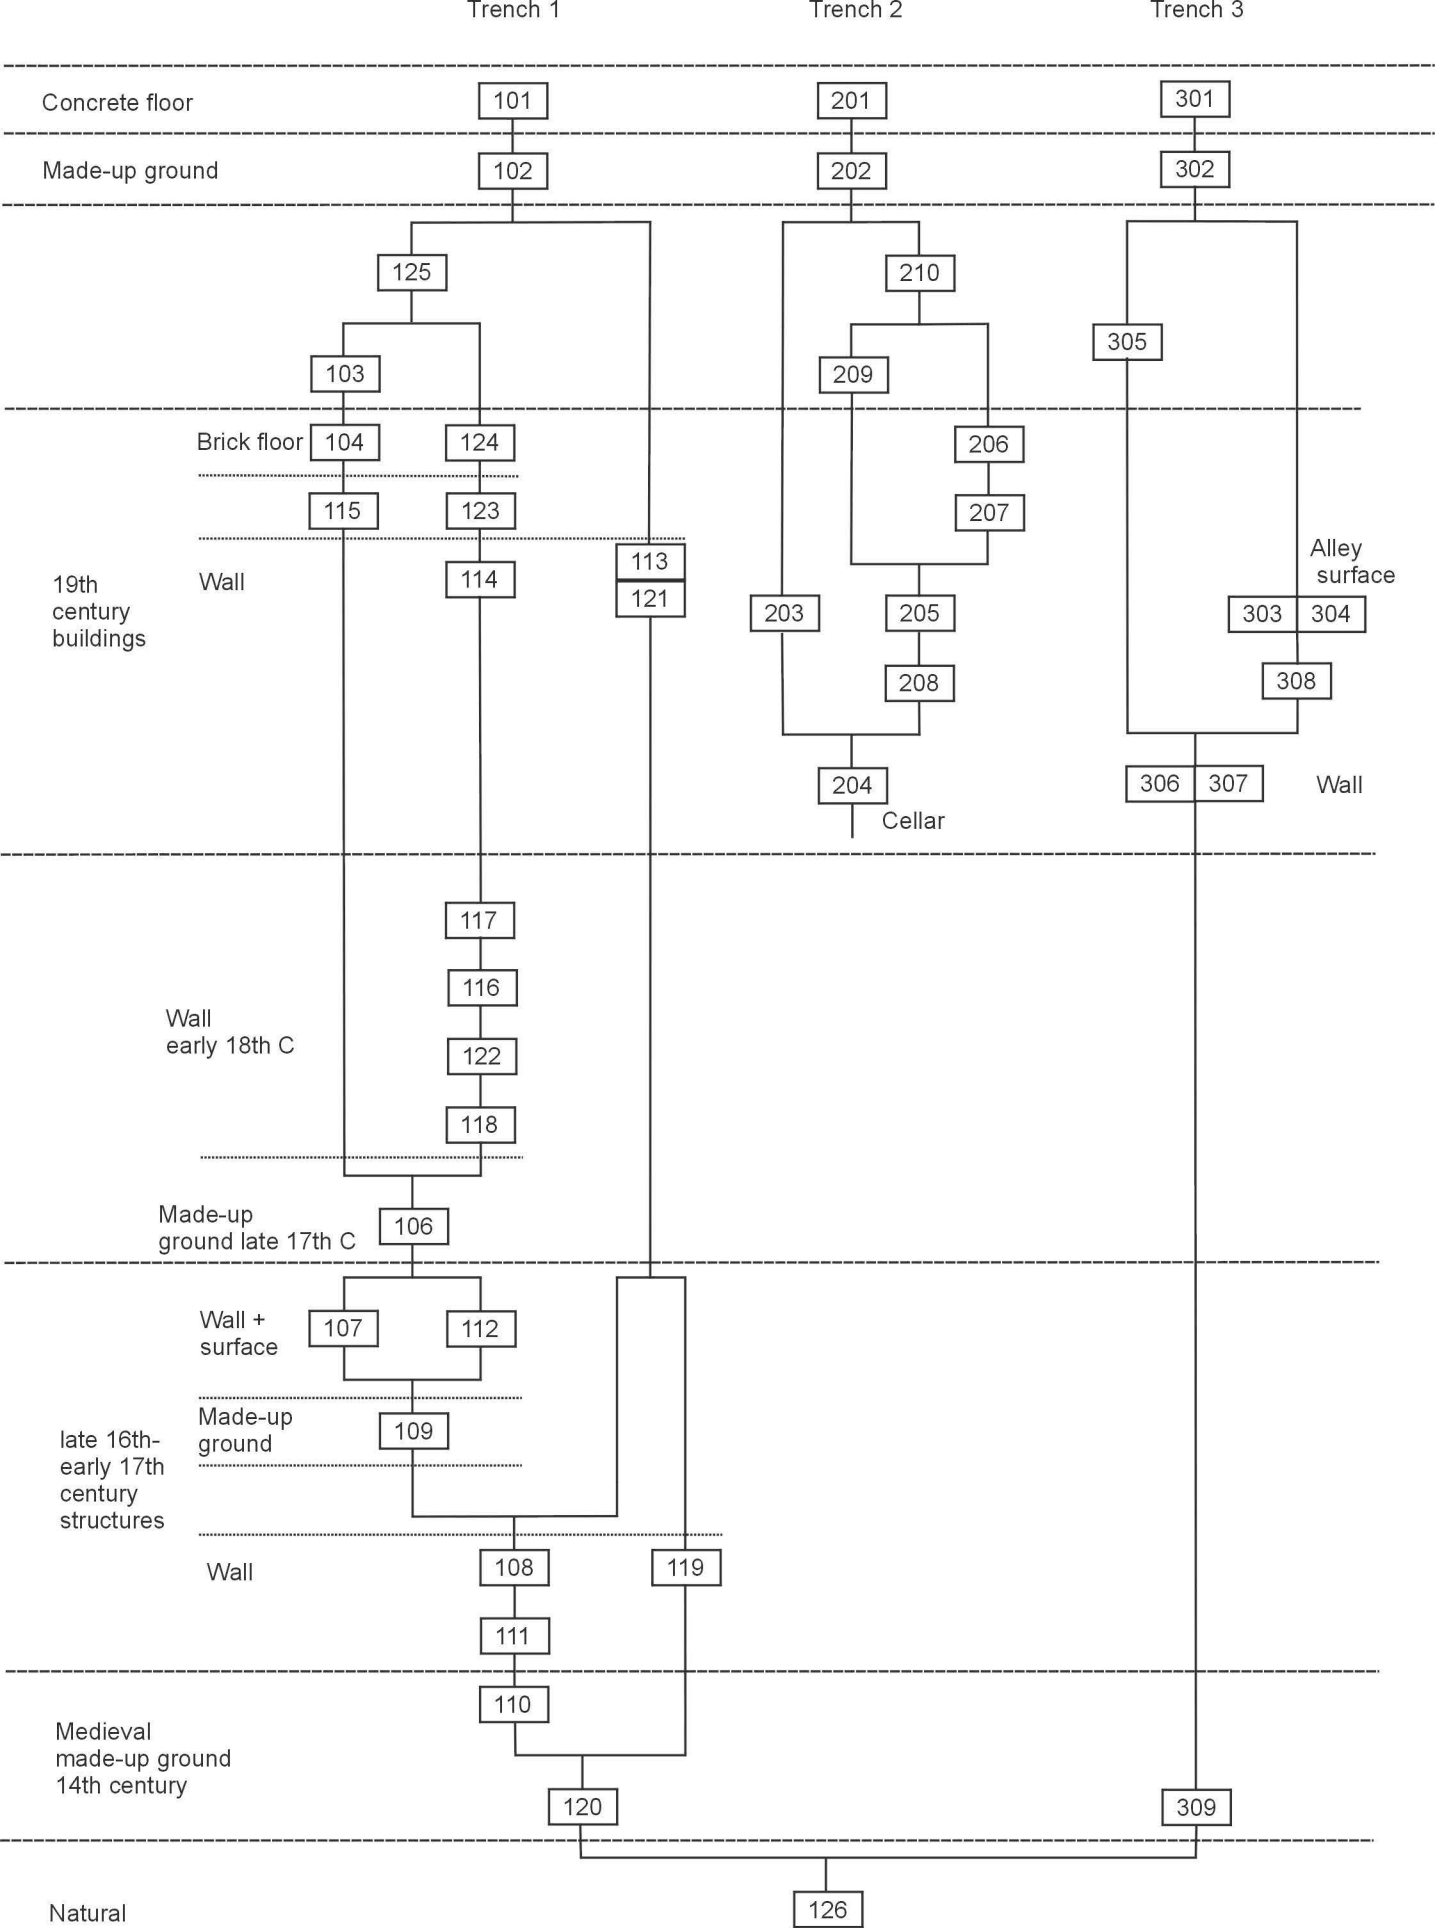 Trench 1 Trench 2 Trench 3
Concrete floor 101 201 301
Made-up ground 102 202 302
125 210
305
103 209
Brick floor 104 124 206
115 123 207
Alley
surface
113
19th
century
buildings
Wall 114
121 203 205 303 304
208 308
204 306 307 Wall
Cellar
117
116
Wall
early 18th C
122
118
Made-up
ground late 17th C
106
Wall +
surface
107 112
Made-up
ground
109
late 16th-
early 17th
century
structures
Wall 108 119
111
110
Medieval
made-up ground
14th century
120 309
Natural 126